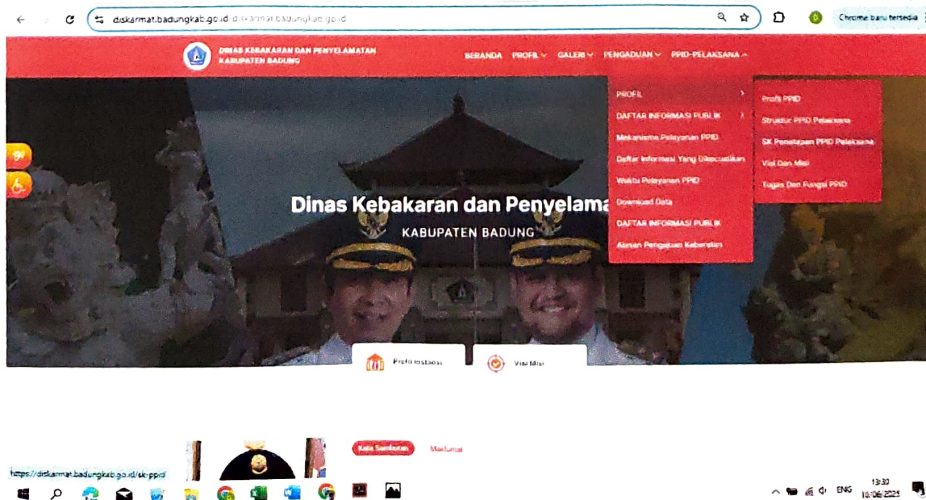 diskarmat.badungkab.go.id
Chrome baru tersedia
DINAS KEBAKARAN DAN PENYELAMATAN
KABUPATEN BADUNG
BERANDA PROFIL GALERI PENGADUAN PPID-PELAKSANA
PROFIL
DAFTAR INFORMASI PUBLIK
Mekanisme Pelayanan PPID
Daftar Informasi Yang Dikecualikan
Waktu Pelayanan PPID
Download Data
DAFTAR INFORMASI PUBLIK
Alasan Pengajuan Keberatan
Profil PPID
Struktur PPID Pelaksana
SK Penetapan PPID Pelaksana
Visi Dan Misi
Tugas Dan Fungsi PPID
Dinas Kebakaran dan Penyelama
KABUPATEN BADUNG
Profil Instansi
Visi Misi
Kata Sambutan
Maklumat
https://diskarmat.badungkab.go.id/sk-ppid
ENG
13:30
10/06/2025